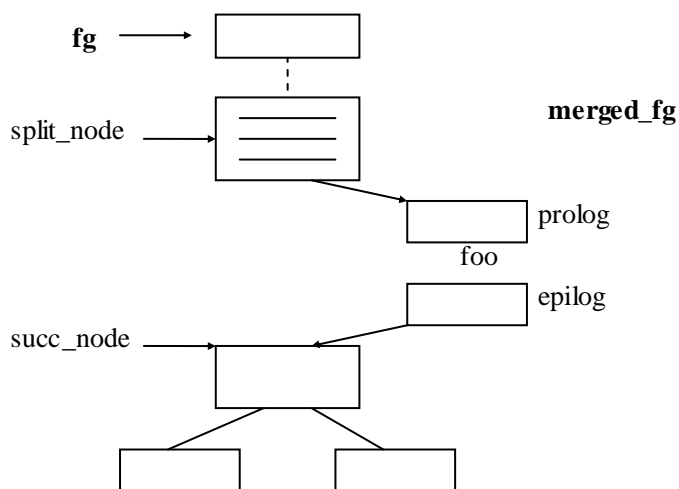 fg
split_node
merged_fg
prolog
foo
epilog
succ_node